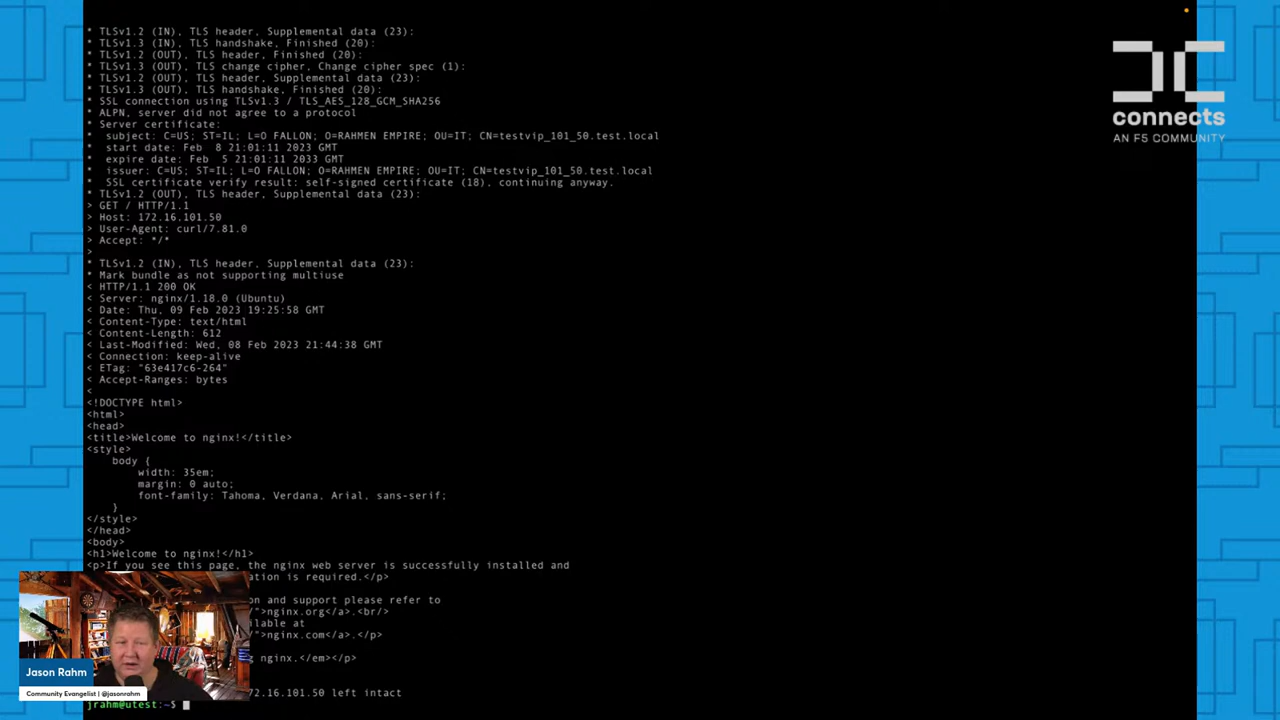 * TLSv1.2 (IN), TLS header, Supplemental data (23):
* TLSv1.3 (IN), TLS handshake, Finished (20):
* TLSv1.2 (OUT), TLS header, Finished (20):
* TLSv1.3 (OUT), TLS change cipher, Change cipher spec (1):
* TLSv1.2 (OUT), TLS header, Supplemental data (23):
* TLSv1.3 (OUT), TLS handshake, Finished (20):
* SSL connection using TLSv1.3 / TLS_AES_128_GCM_SHA256
* ALPN, server did not agree to a protocol
* Server certificate:
*  subject: C=US; ST=IL; L=O FALLON; O=RAHMEN EMPIRE; OU=IT; CN=testvip_101_50.test.local
*  start date: Feb  8 21:01:11 2023 GMT
*  expire date: Feb  5 21:01:11 2033 GMT
*  issuer: C=US; ST=IL; L=O FALLON; O=RAHMEN EMPIRE; OU=IT; CN=testvip_101_50.test.local
*  SSL certificate verify result: self-signed certificate (18), continuing anyway.
* TLSv1.2 (OUT), TLS header, Supplemental data (23):
> GET / HTTP/1.1
> Host: 172.16.101.50
> User-Agent: curl/7.81.0
> Accept: */*
>
* TLSv1.2 (IN), TLS header, Supplemental data (23):
* Mark bundle as not supporting multiuse
< HTTP/1.1 200 OK
< Server: nginx/1.18.0 (Ubuntu)
< Date: Thu, 09 Feb 2023 19:25:58 GMT
< Content-Type: text/html
< Content-Length: 612
< Last-Modified: Wed, 08 Feb 2023 21:44:38 GMT
< Connection: keep-alive
< ETag: "63e417c6-264"
< Accept-Ranges: bytes
<
<!DOCTYPE html>
<html>
<head>
<title>Welcome to nginx!</title>
<style>
body {
width: 35em;
margin: 0 auto;
font-family: Tahoma, Verdana, Arial, sans-serif;
}
</style>
</head>
<body>
<h1>Welcome to nginx!</h1>
<p>If you see this page, the nginx web server is successfully installed and
ation is required.</p>
on and support please refer to
/">nginx.org</a>.<br/>
ilable at
/">nginx.com</a>.</p>
nginx.</em></p>
72.16.101.50 left intact
jrahm@utest:~$
connects
AN F5 COMMUNITY
Jason Rahm
Community Evangelist | @jasonrahm